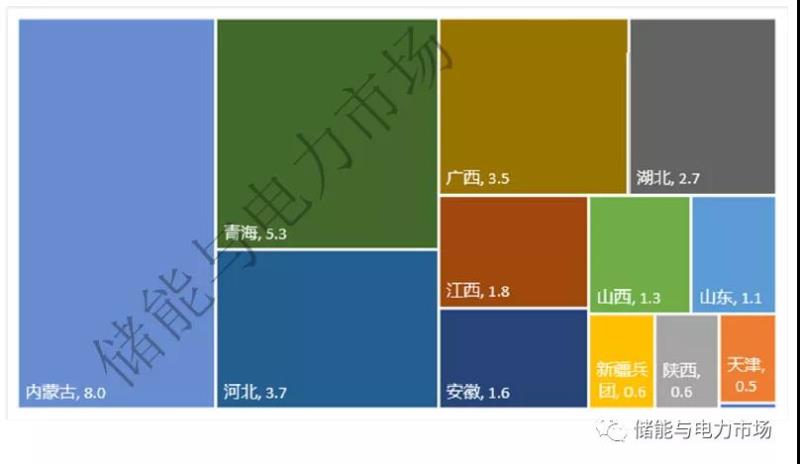 内蒙古, 8.0
青海, 5.3
河北, 3.7
广西, 3.5
湖北, 2.7
江西, 1.8
安徽, 1.6
山西, 1.3
山东, 1.1
新疆兵
团, 0.6
陕西,
0.6
天津,
0.5
储能与电力市场
储能与电力市场